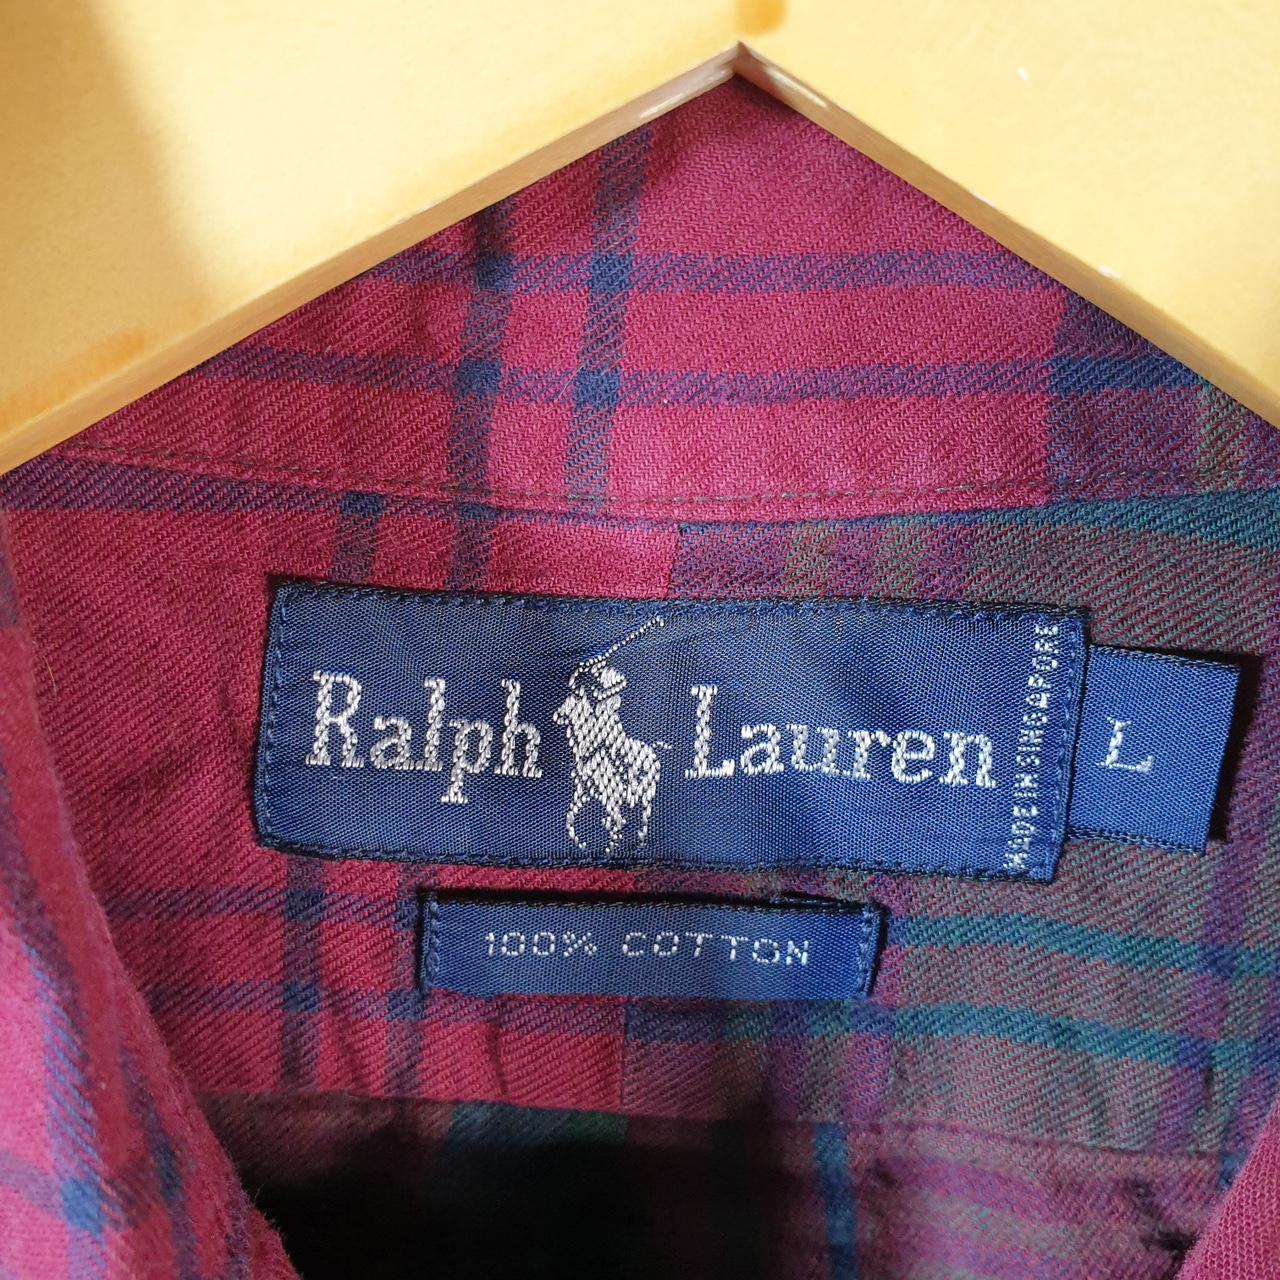 Ralph Lauren
MADE IN SINGAPORE
L
100% COTTON